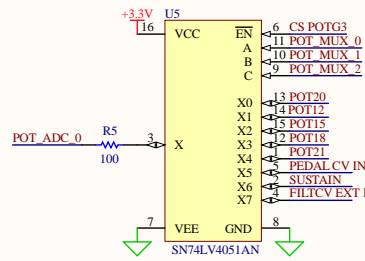 +3.3V
U5
16 VCC EN 6 CS POTG3
A 11 POT_MUX_0
B 10 POT_MUX_1
C 9 POT_MUX_2
X0 13 POT20
X1 14 POT12
X2 15 POT15
POT_ADC_0 R5 100 3 X X3 12 POT18
X4 1 POT21
X5 5 PEDAL CV IN
X6 2 SUSTAIN
X7 4 FILTCV EXT
7 VEE GND 8
SN74LV4051AN